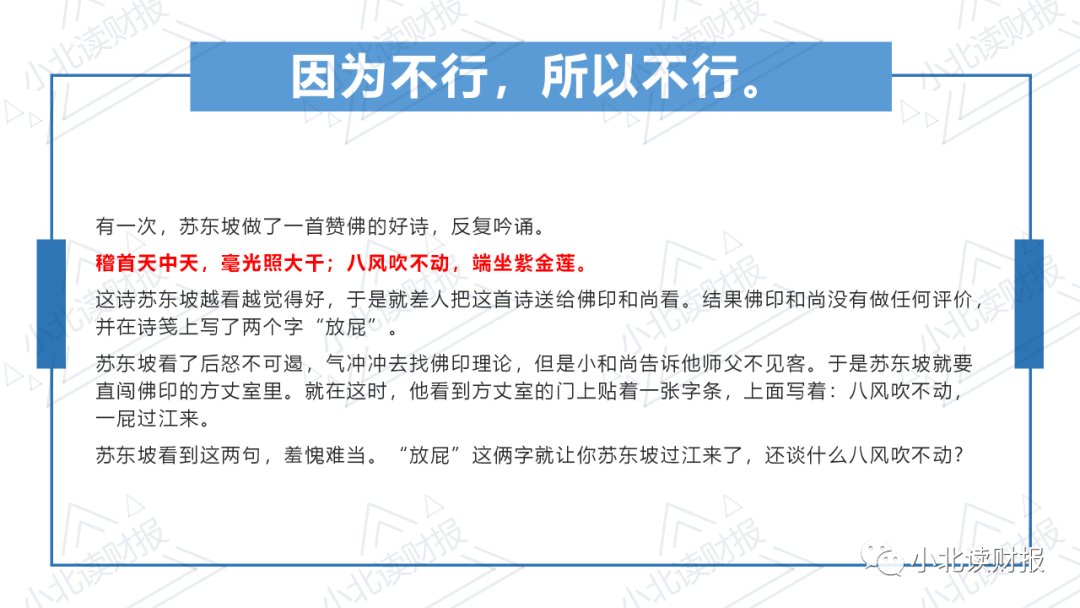 因为不行，所以不行。
有一次，苏东坡做了一首赞佛的好诗，反复吟诵。
稽首天中天，毫光照大千；八风吹不动，端坐紫金莲。
这诗苏东坡越看越觉得好，于是就差人把这首诗送给佛印和尚看。结果佛印和尚没有做任何评价，
并在诗笺上写了两个字“放屁”。
苏东坡看了后怒不可遏，气冲冲去找佛印理论，但是小和尚告诉他师父不见客。于是苏东坡就要
直闯佛印的方丈室里。就在这时，他看到方丈室的门上贴着一张字条，上面写着：八风吹不动，
一屁过江来。
苏东坡看到这两句，羞愧难当。“放屁”这俩字就让你苏东坡过江来了，还谈什么八风吹不动？
小北读财报